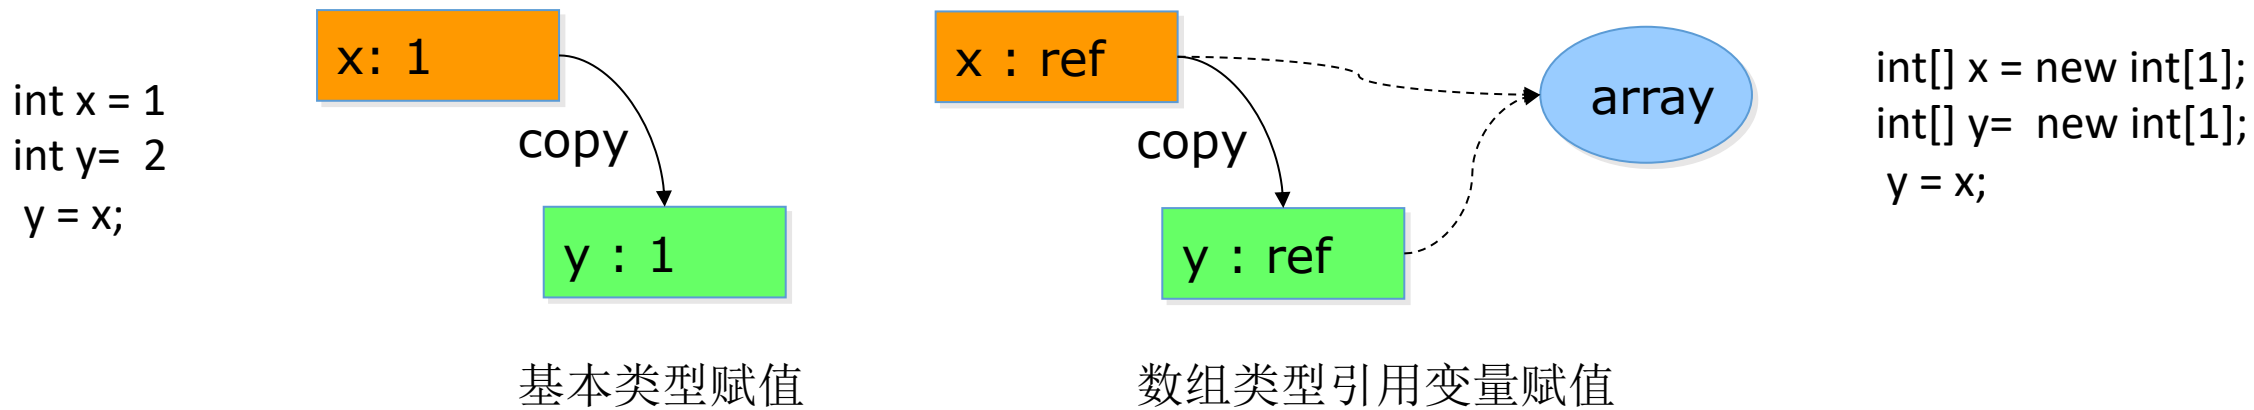 int x = 1
int y=  2
y = x;
x: 1
copy
y : 1
基本类型赋值
x : ref
copy
y : ref
array
数组类型引用变量赋值
int[] x = new int[1];
int[] y=  new int[1];
y = x;